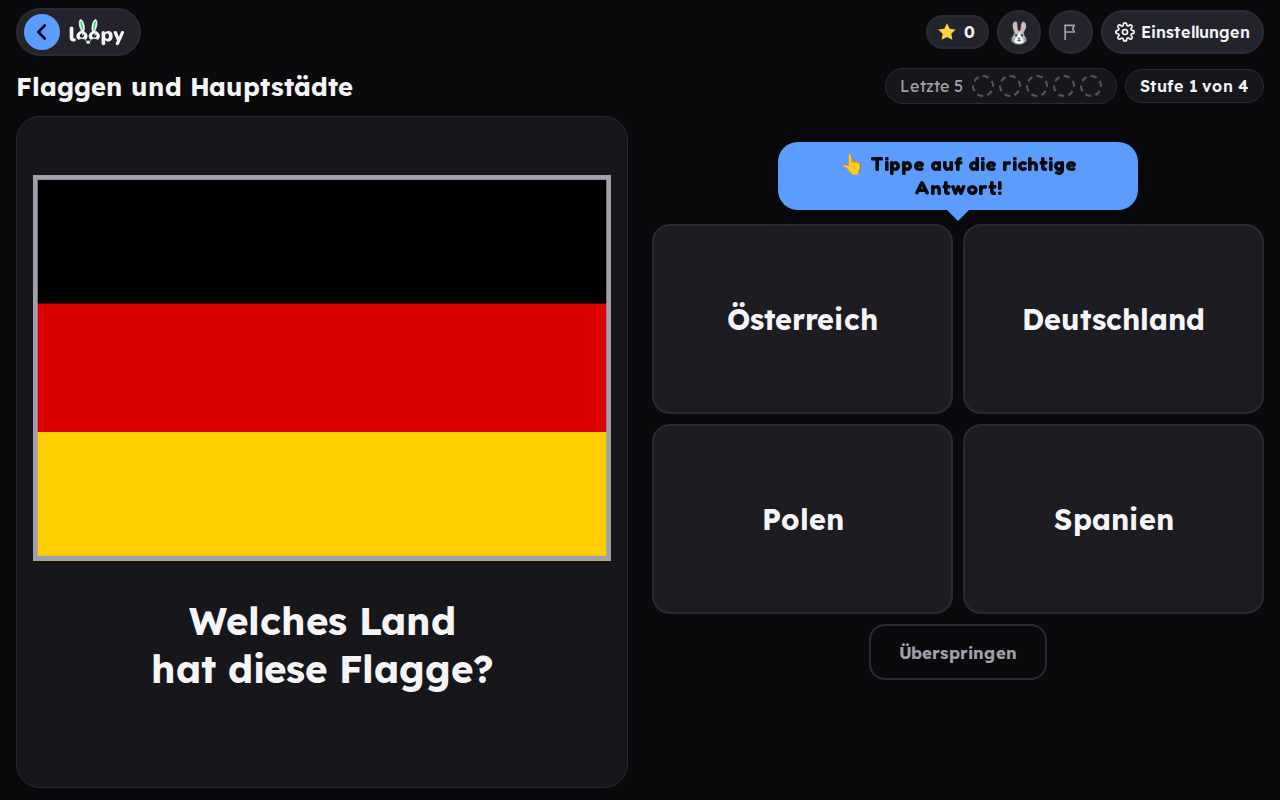 loopy
0
Einstellungen
Flaggen und Hauptstädte
Letzte 5
Stufe 1 von 4
👆 Tippe auf die richtige
Antwort!
Österreich
Deutschland
Polen
Spanien
Welches Land
hat diese Flagge?
Überspringen